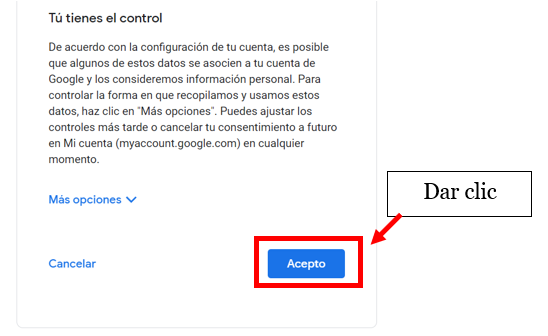 Tú tienes el control
De acuerdo con la configuración de tu cuenta, es posible
que algunos de estos datos se asocien a tu cuenta de
Google y los consideremos información personal. Para
controlar la forma en que recopilamos y usamos estos
datos, haz clic en "Más opciones". Puedes ajustar los
controles más tarde o cancelar tu consentimiento a futuro
en Mi cuenta (myaccount.google.com) en cualquier
momento.
Más opciones
Dar clic
Cancelar
Acepto